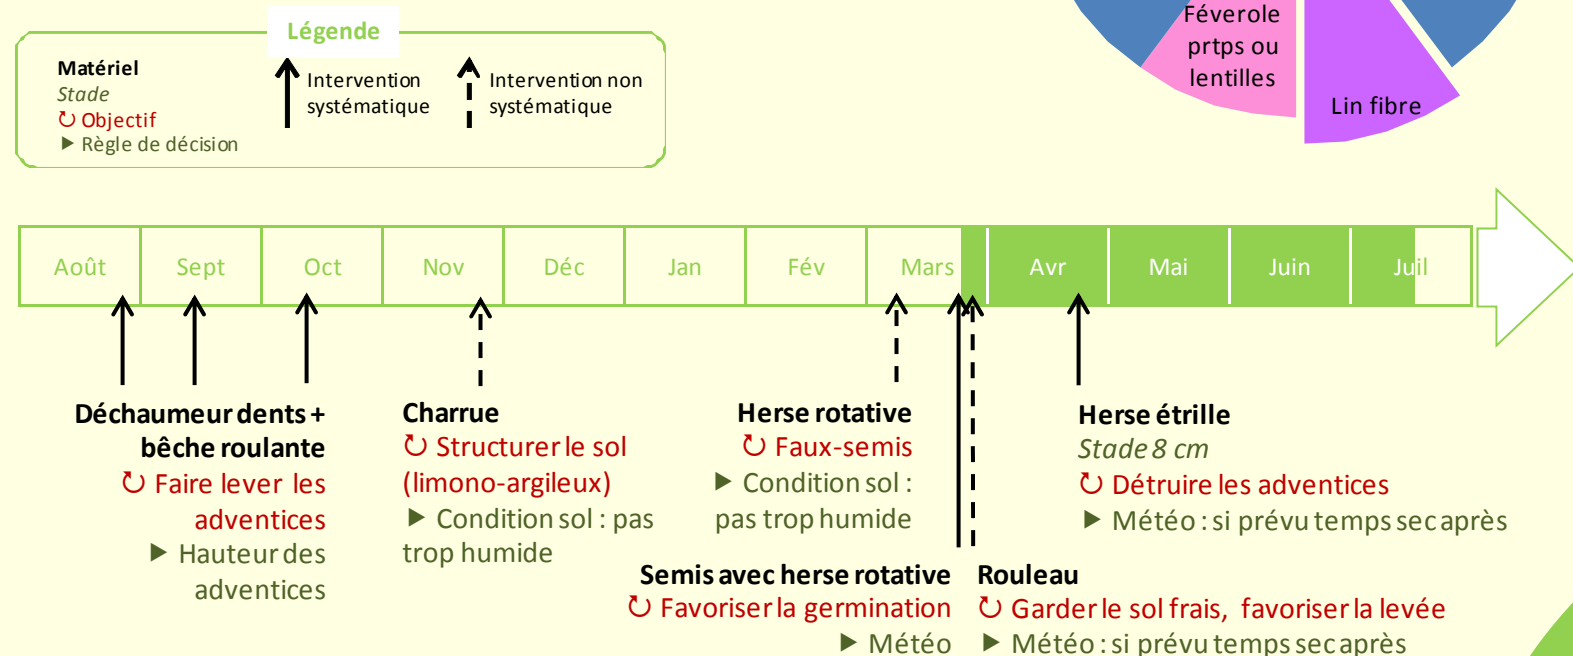 Légende
Matériel
Stade
↻ Objectif
► Règle de décision
Intervention
systématique
Intervention non
systématique
Féverole
prtps ou
lentilles
Lin fibre
Août Sept Oct Nov Déc Jan Fév Mars Avr Mai Juin Juil
Déchaumeur dents +
bêche roulante
↻ Faire lever les
adventices
► Hauteur des
adventices
Charrue
↻ Structurer le sol
(limono-argileux)
► Condition sol : pas
trop humide
Herse rotative
↻ Faux-semis
► Condition sol :
pas trop humide
Semis avec herse rotative
↻ Favoriser la germination
► Météo
Rouleau
↻ Garder le sol frais, favoriser la levée
► Météo : si prévu temps sec après
Herse étrille
Stade 8 cm
↻ Détruire les adventices
► Météo : si prévu temps sec après